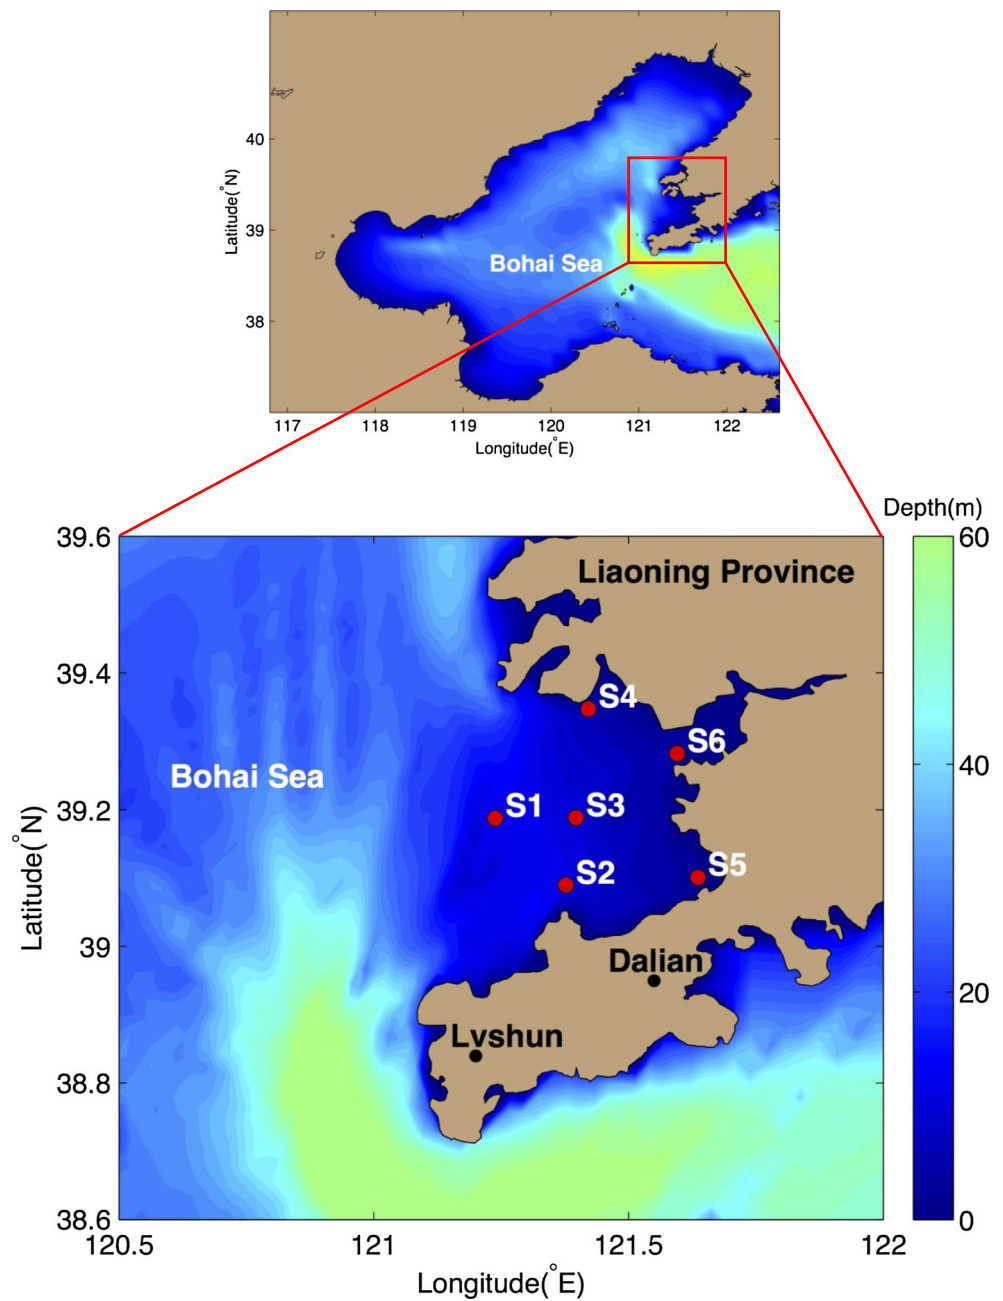 40
39
38
Latitude(°N)
Bohai Sea
117
118
119
120
121
122
Longitude(°E)
Depth(m)
39.6
39.4
39.2
39
38.8
38.6
Latitude(°N)
Liaoning Province
S4
S6
Bohai Sea
S1
S3
S2
S5
Dalian
Lvshun
60
40
20
0
120.5
121
121.5
122
Longitude(°E)